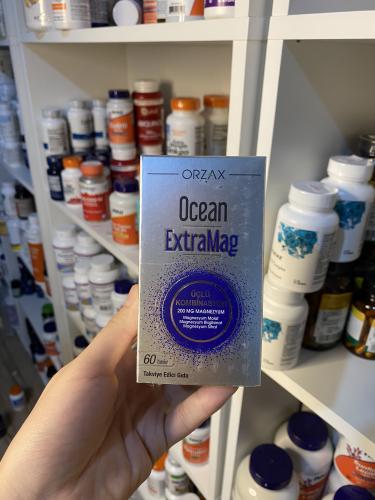 ORZAX
Ocean
ExtraMag
ÜÇLÜ
KOMBİNASYON
200 MG MAGNEZYUM
Magnezyum Malat
Magnezyum Bisglisinat
Magnezyum Sitrat
60 Tablet
Takviye Edici Gıda